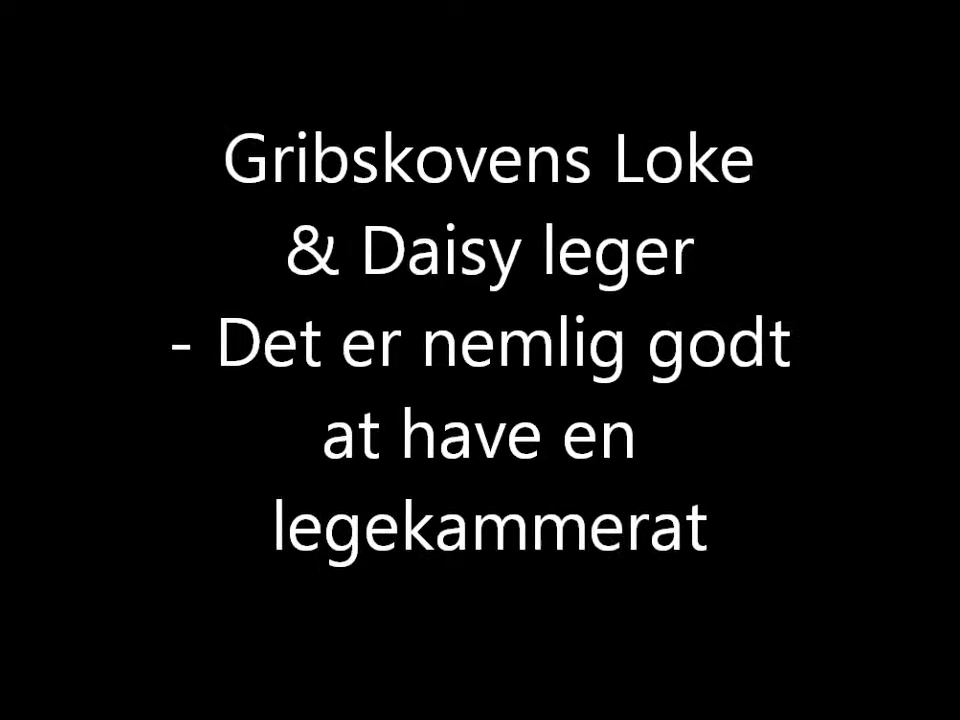 Gribskovens Loke
& Daisy leger
- Det er nemlig godt
at have en
legekammerat